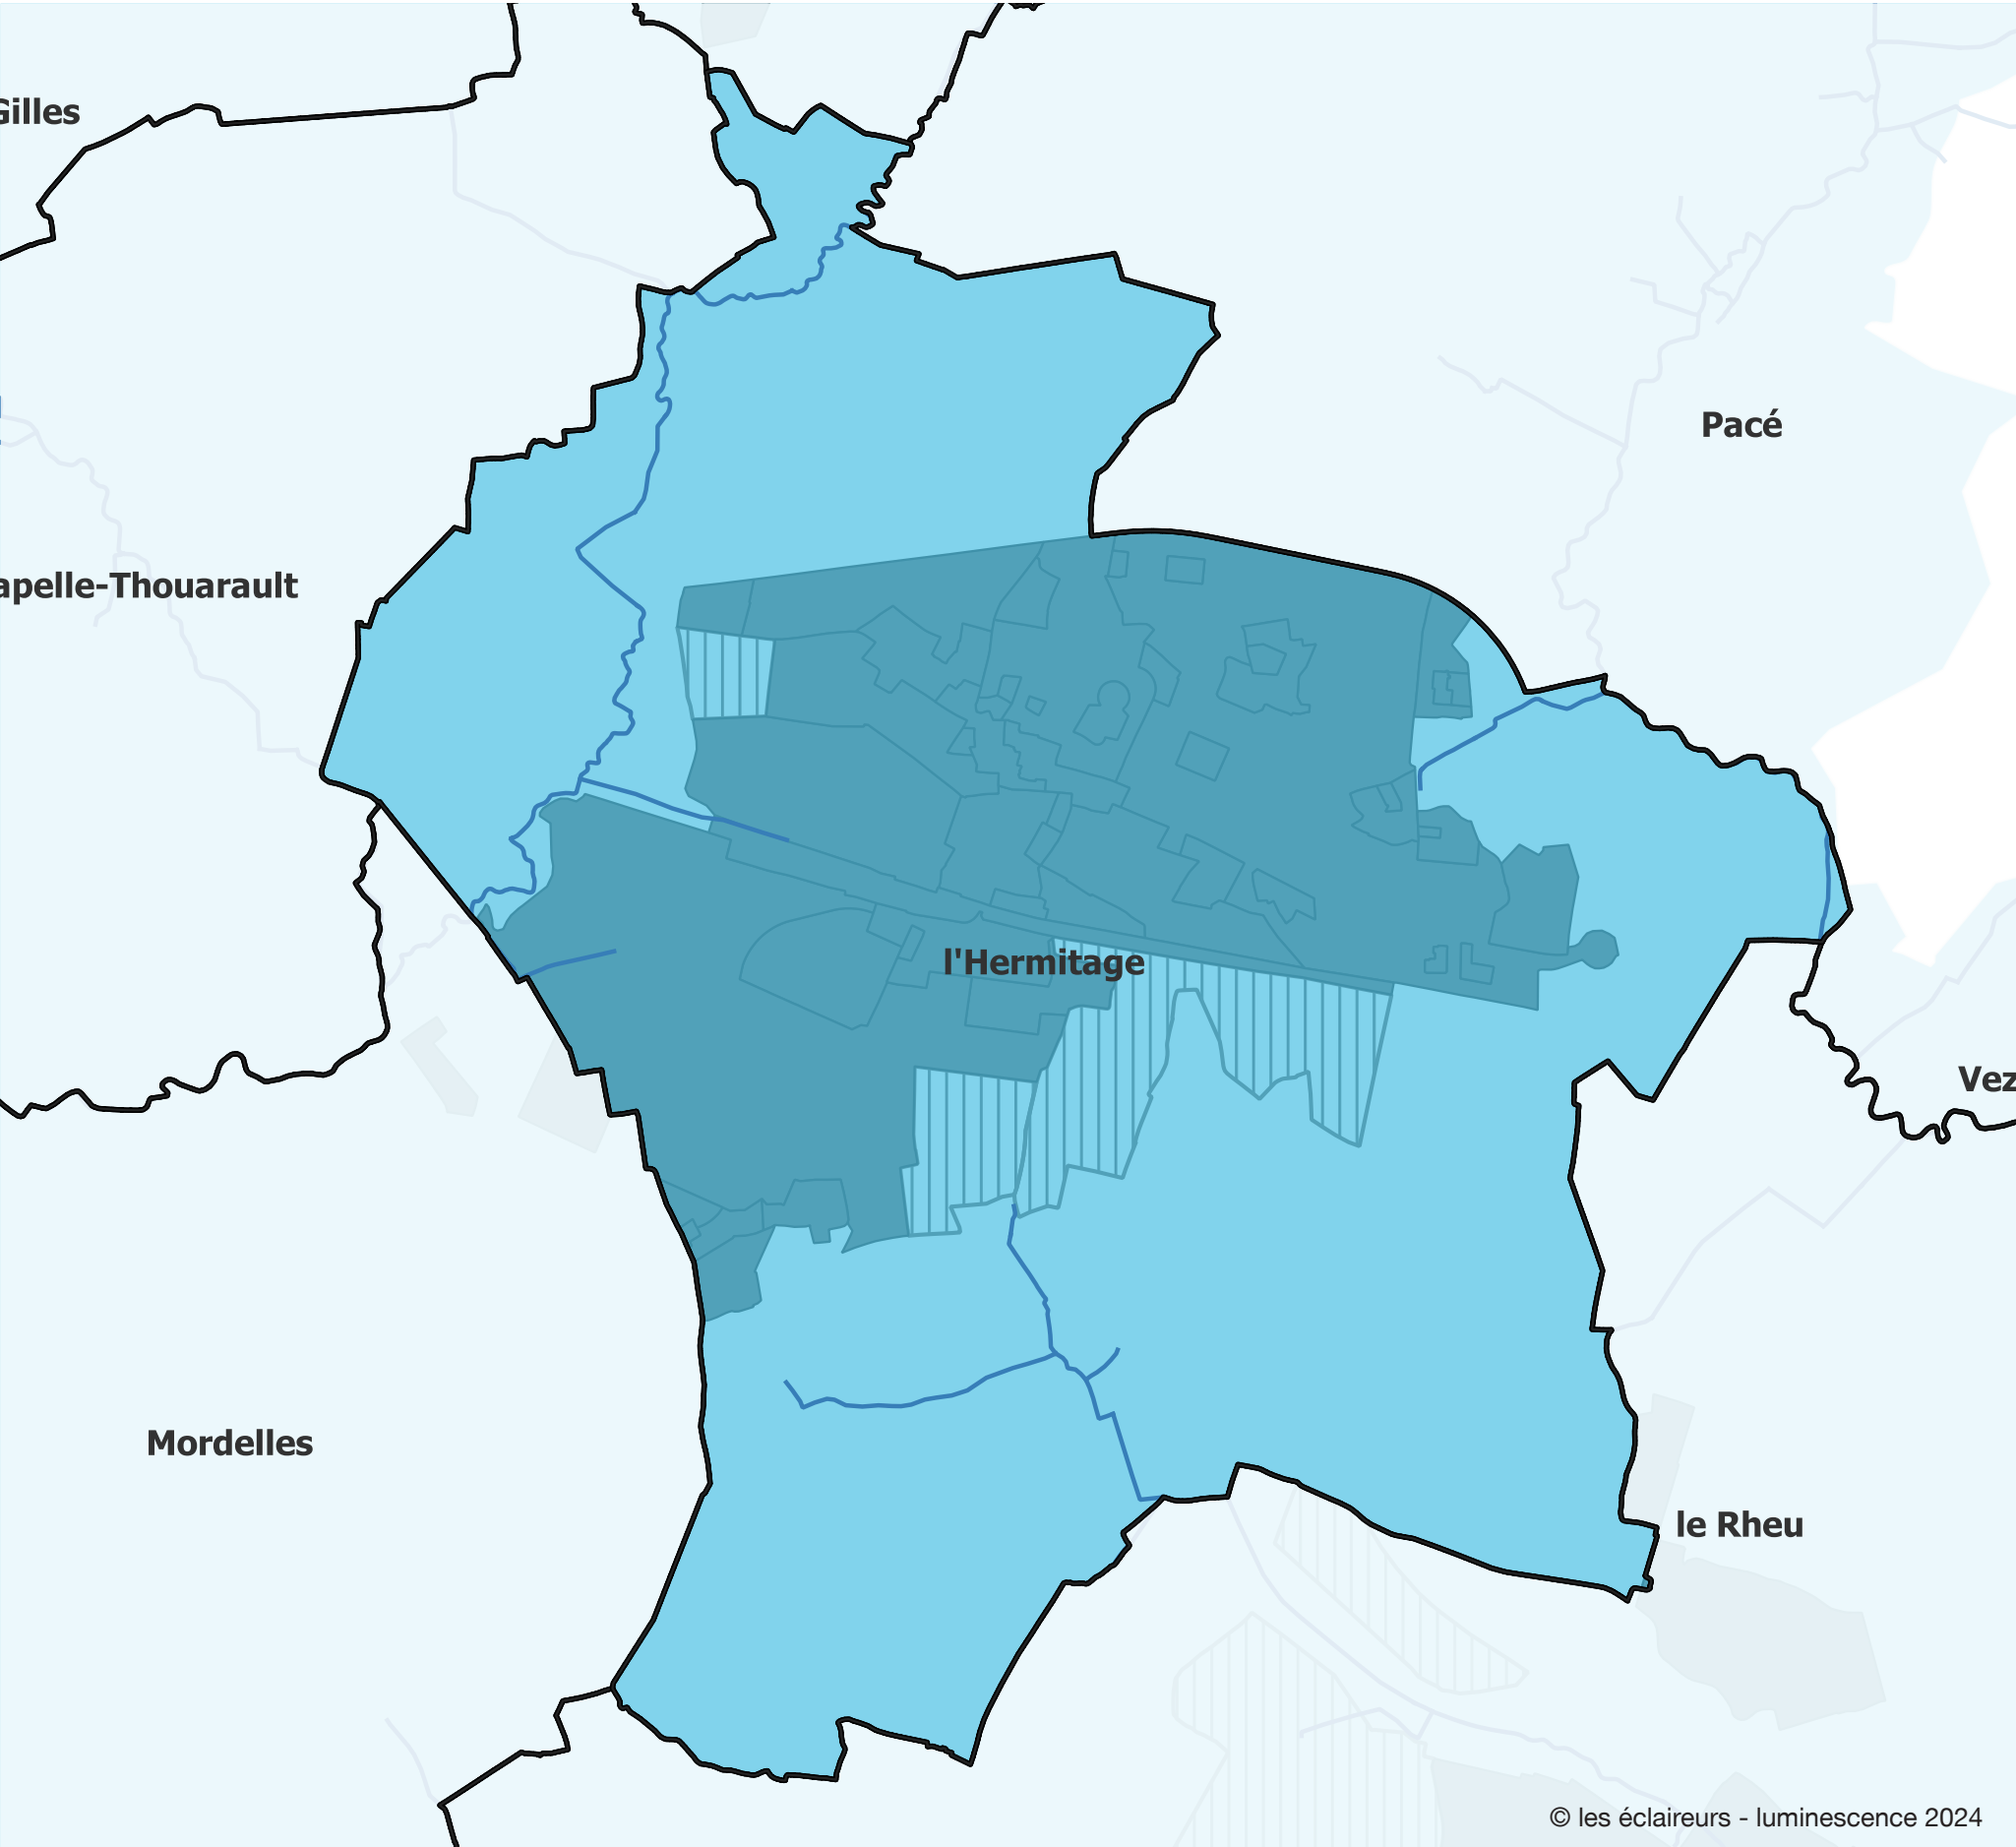 Gilles
Pacé
apelle-Thouarault
l'Hermitage
Vez
Mordelles
le Rheu
© les éclaireurs - luminescence 2024